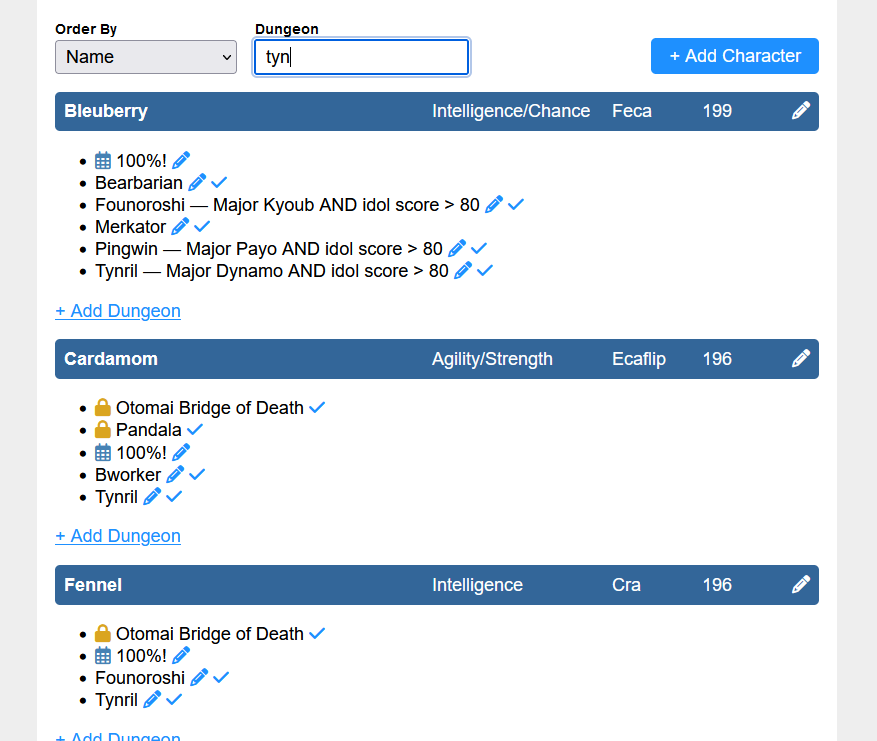 Order By Dungeon
Name tyn + Add Character
Bleuberry Intelligence/Chance Feca 199
100%!
Bearbarian
Founoroshi — Major Kyoub AND idol score > 80
Merkator
Pingwin — Major Payo AND idol score > 80
Tynril — Major Dynamo AND idol score > 80
+ Add Dungeon
Cardamom Agility/Strength Ecaflip 196
Otomai Bridge of Death
Pandala
100%!
Bworker
Tynril
+ Add Dungeon
Fennel Intelligence Cra 196
Otomai Bridge of Death
100%!
Founoroshi
Tynril
+ Add Dungeon